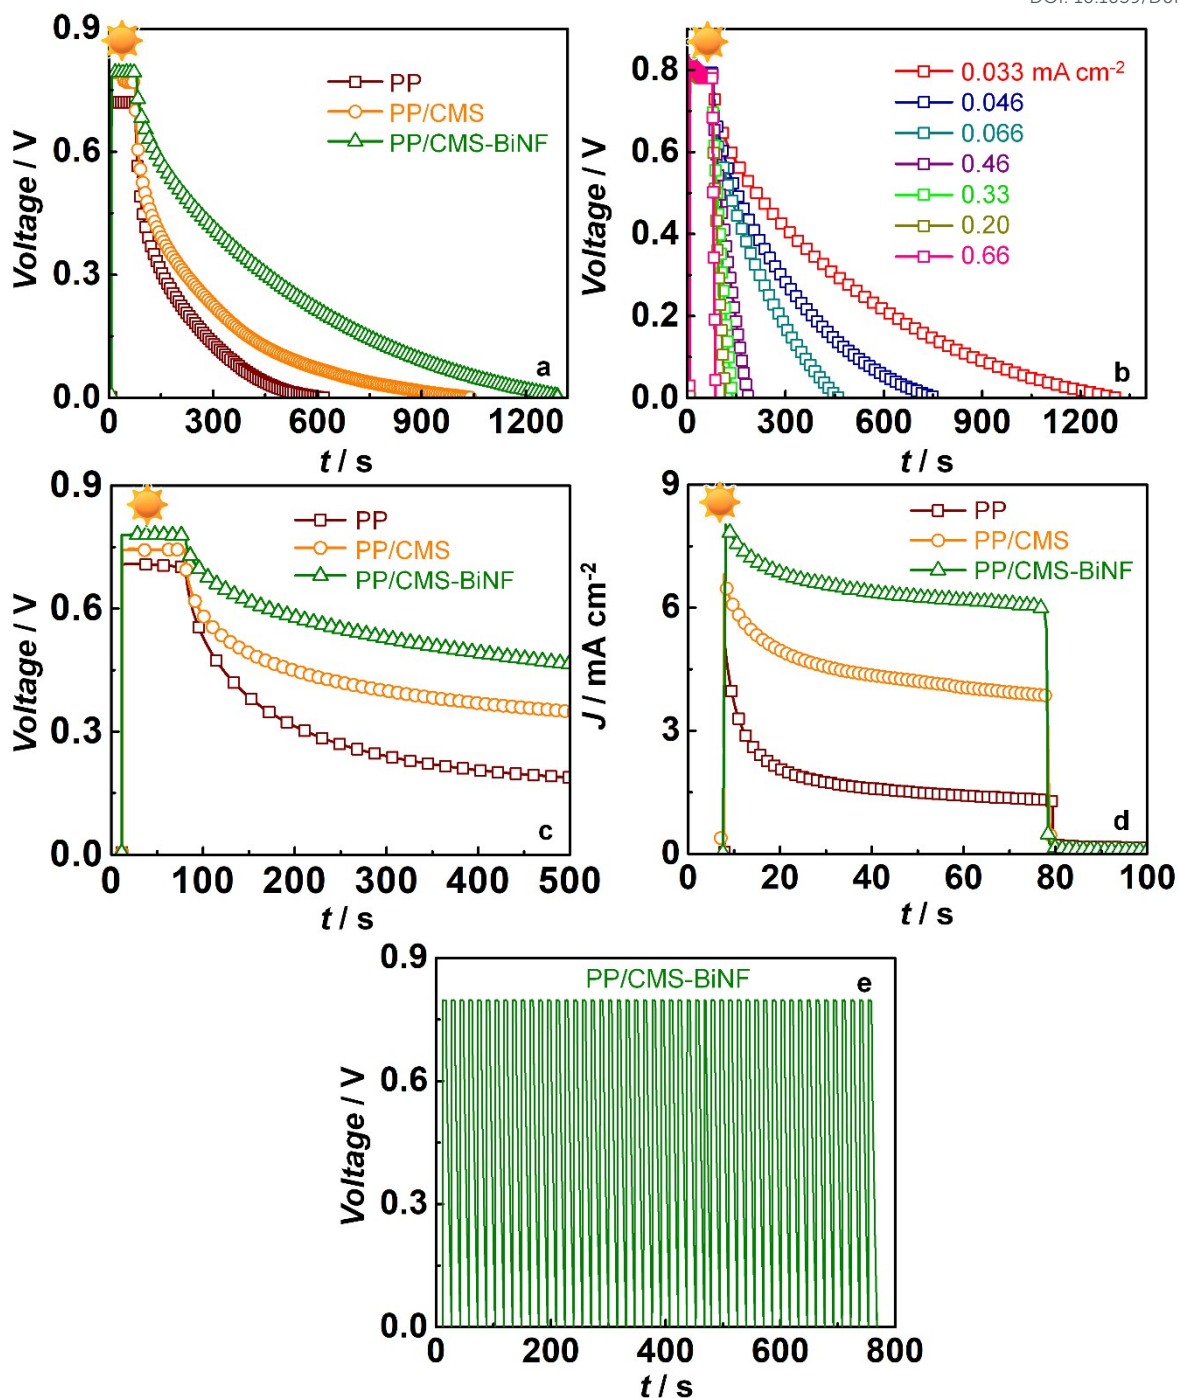 DOI: 10.1039/D0
0.9
0.6
0.3
0.0
Voltage / V
PP
PP/CMS
PP/CMS-BiNF
a
0 300 600 900 1200
t / s
0.8
0.6
0.4
0.2
0.0
Voltage / V
0.033 mA cm⁻²
0.046
0.066
0.46
0.33
0.20
0.66
b
0 300 600 900 1200
t / s
0.9
0.6
0.3
0.0
Voltage / V
PP
PP/CMS
PP/CMS-BiNF
c
0 100 200 300 400 500
t / s
9
6
3
0
J / mA cm⁻²
PP
PP/CMS
PP/CMS-BiNF
d
0 20 40 60 80 100
t / s
0.9
0.6
0.3
0.0
Voltage / V
PP/CMS-BiNF
e
0 200 400 600 800
t / s